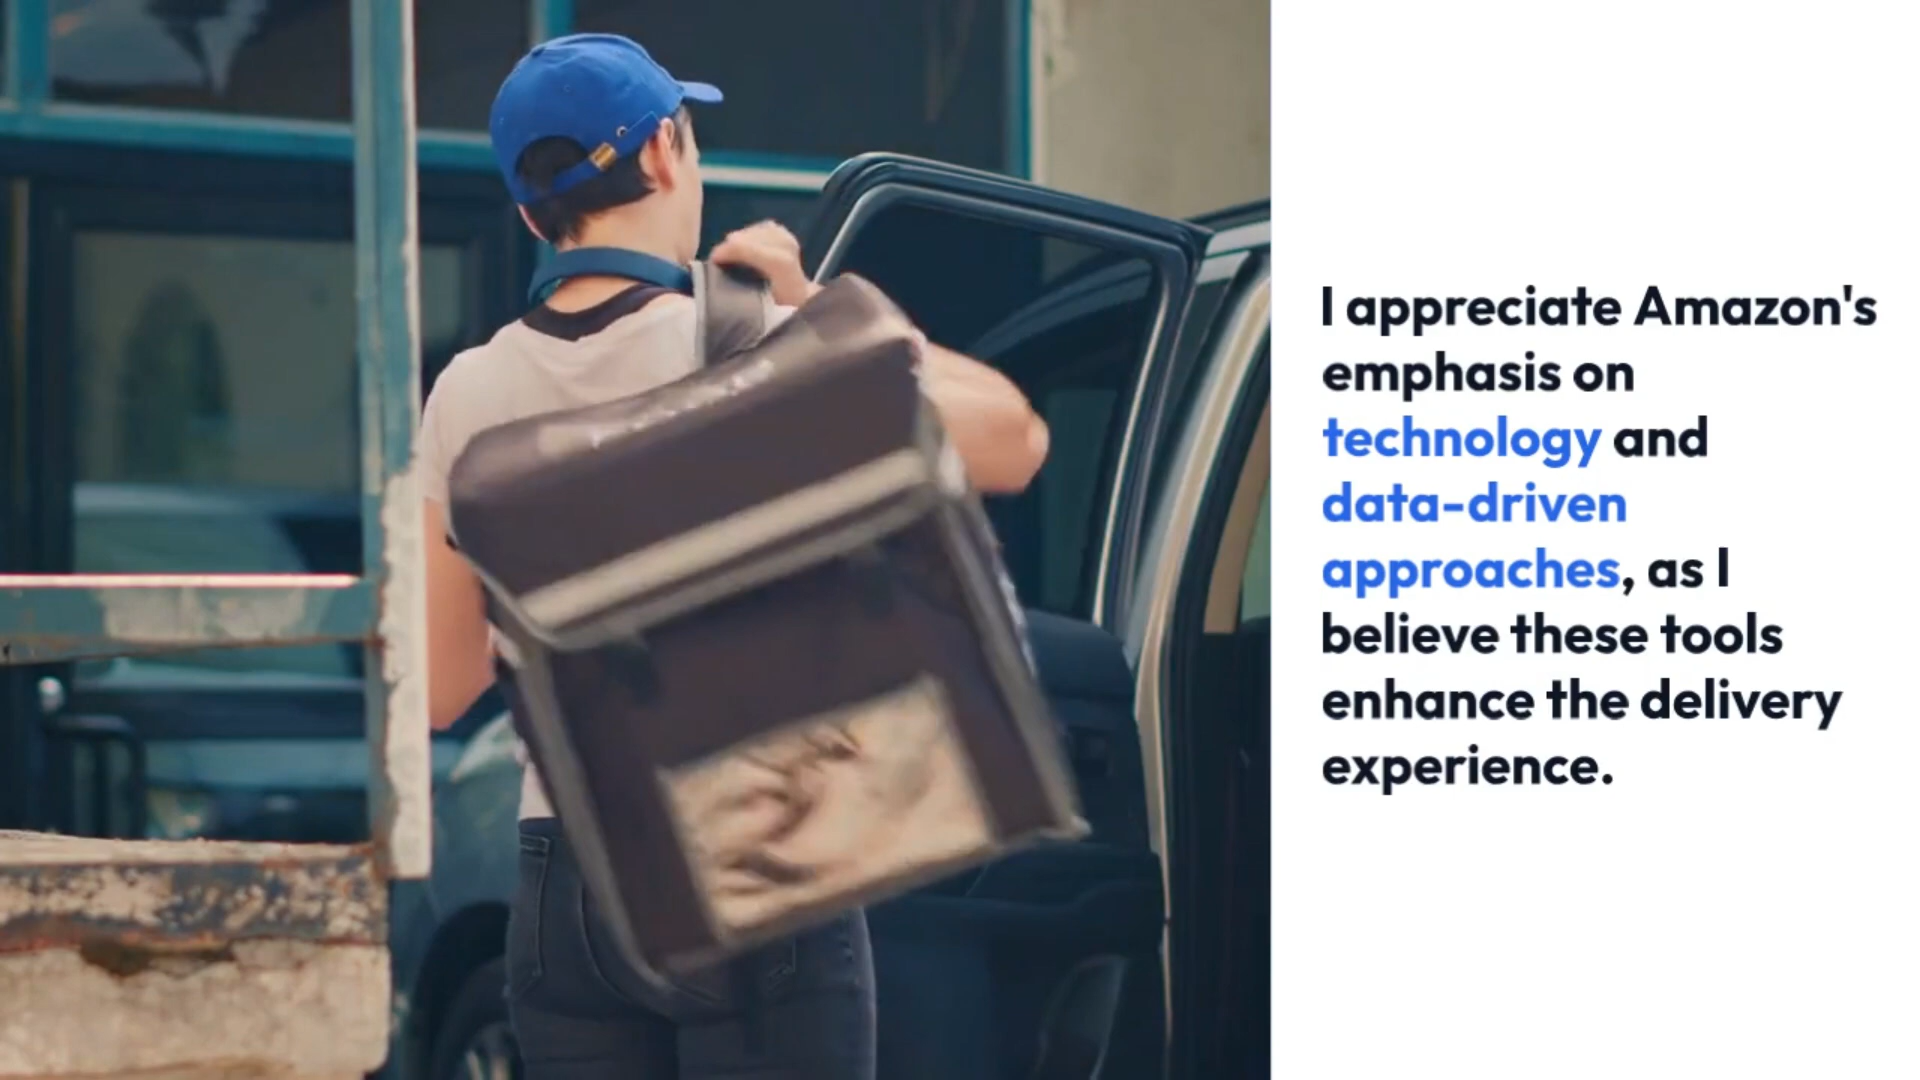 I appreciate Amazon's
emphasis on
technology and
data-driven
approaches, as I
believe these tools
enhance the delivery
experience.